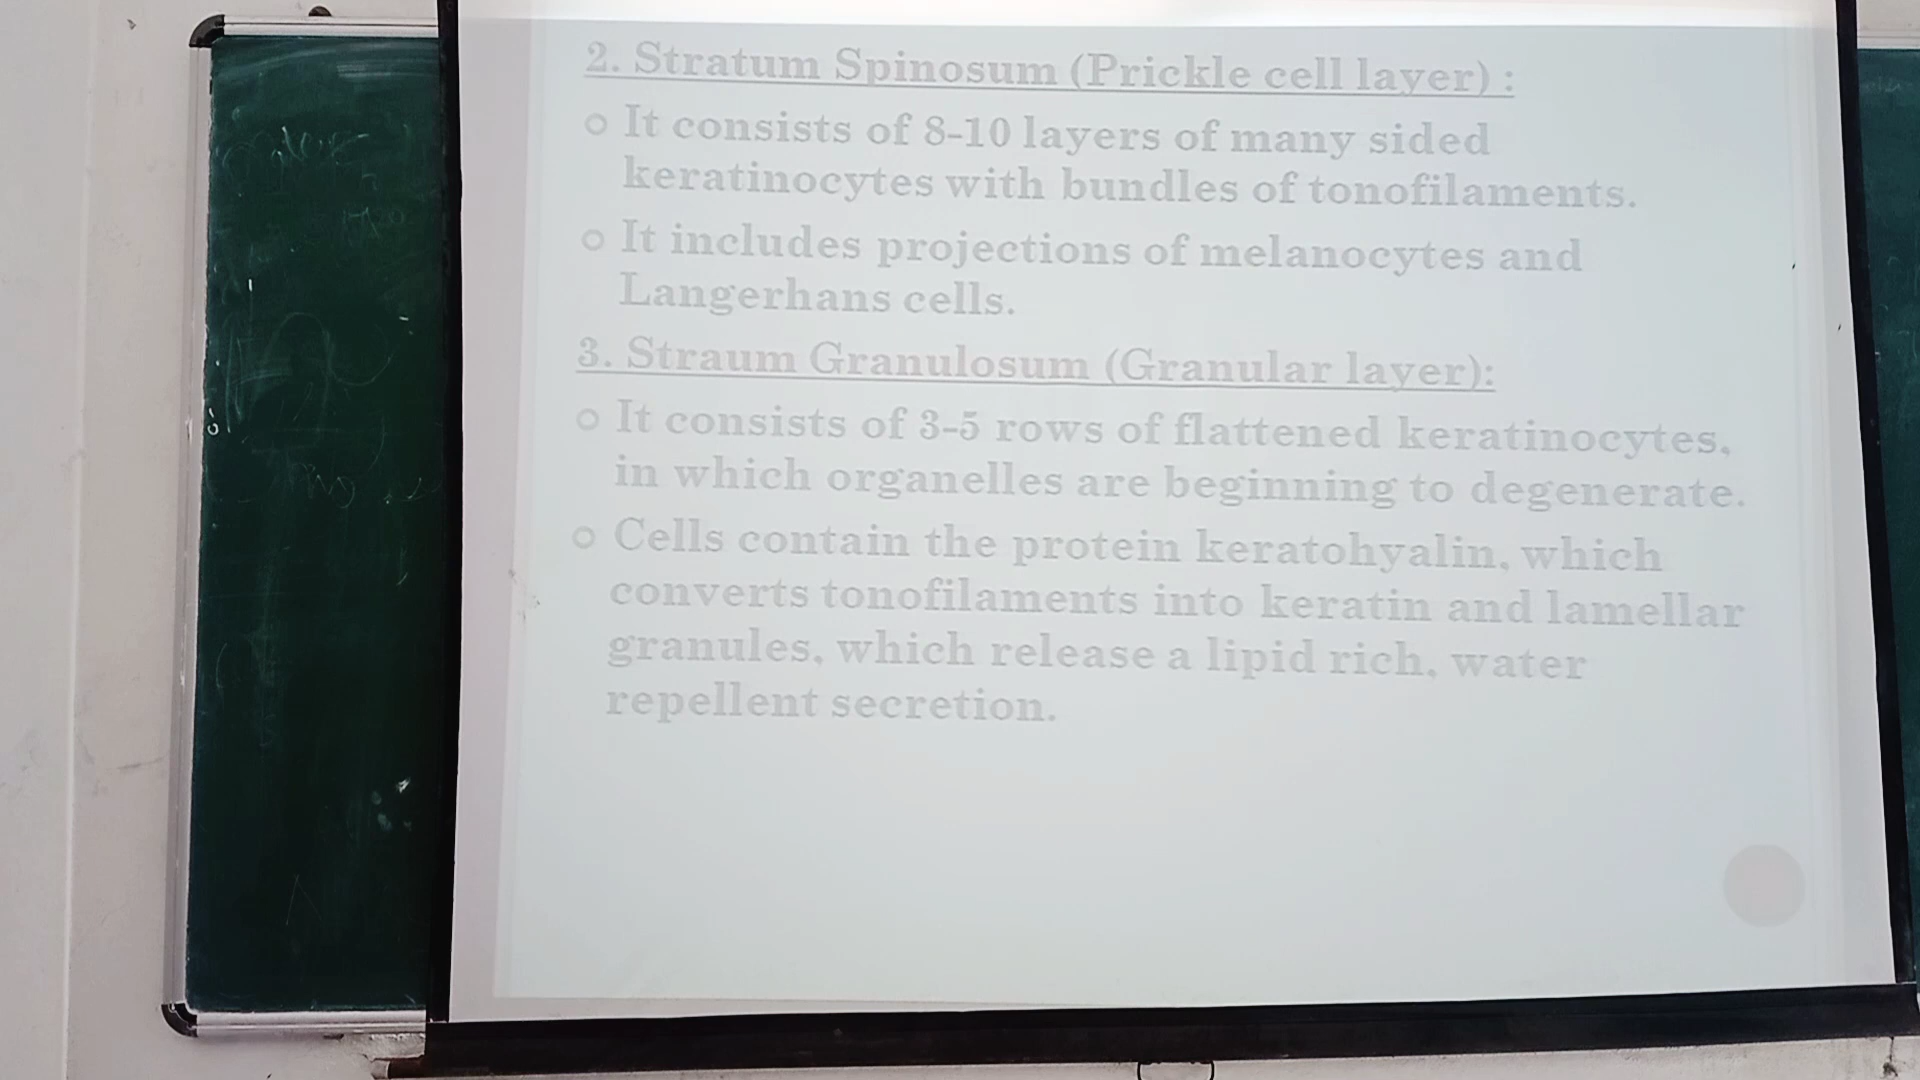 2. Stratum Spinosum (Prickle cell layer) :
o It consists of 8-10 layers of many sided
keratinocytes with bundles of tonofilaments.
o It includes projections of melanocytes and
Langerhans cells.
3. Straum Granulosum (Granular layer):
o It consists of 3-5 rows of flattened keratinocytes,
in which organelles are beginning to degenerate.
o Cells contain the protein keratohyalin, which
converts tonofilaments into keratin and lamellar
granules, which release a lipid rich, water
repellent secretion.